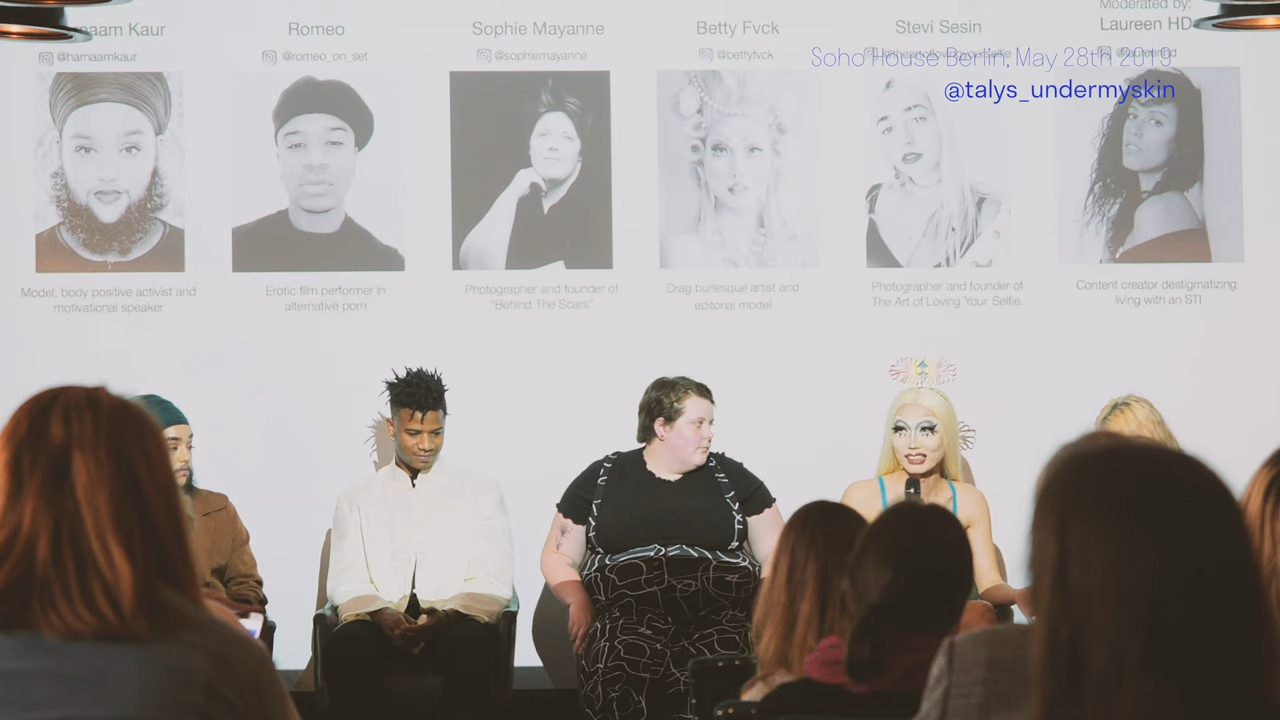 naam Kaur
@harnaamkaur
Model, body positive activist and
motivational speaker
Romeo
@romeo_on_set
Erotic film performer in
alternative porn
Sophie Mayanne
@sophiemayanne
Photographer and founder of
"Behind The Scars"
Betty Fvck
@bettyfvck
Drag burlesque artist and
editorial model
Stevi Sesin
Photographer and founder of
The Art of Loving Your Selfie.
Moderated by:
Laureen HD
Content creator destigmatizing
living with an STI
Soho House Berlin, May 28th 2019
@talys_undermyskin